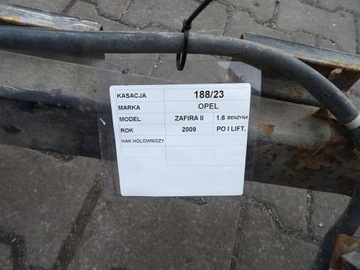 KASACJA 188/23
MARKA OPEL
MODEL ZAFIRA II 1.6 BENZYNA
ROK 2009 PO I LIFT.
HAK HOLOWNICZY